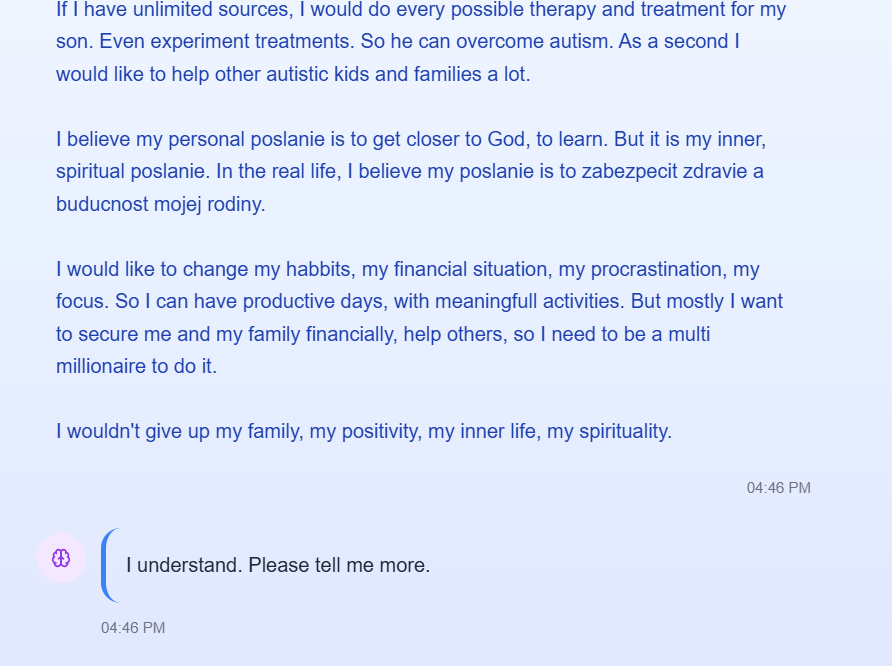 If I have unlimited sources, I would do every possible therapy and treatment for my
son. Even experiment treatments. So he can overcome autism. As a second I
would like to help other autistic kids and families a lot.
I believe my personal poslanie is to get closer to God, to learn. But it is my inner,
spiritual poslanie. In the real life, I believe my poslanie is to zabezpecit zdravie a
buducnost mojej rodiny.
I would like to change my habbits, my financial situation, my procrastination, my
focus. So I can have productive days, with meaningfull activities. But mostly I want
to secure me and my family financially, help others, so I need to be a multi
millionaire to do it.
I wouldn't give up my family, my positivity, my inner life, my spirituality.
04:46 PM
I understand. Please tell me more.
04:46 PM